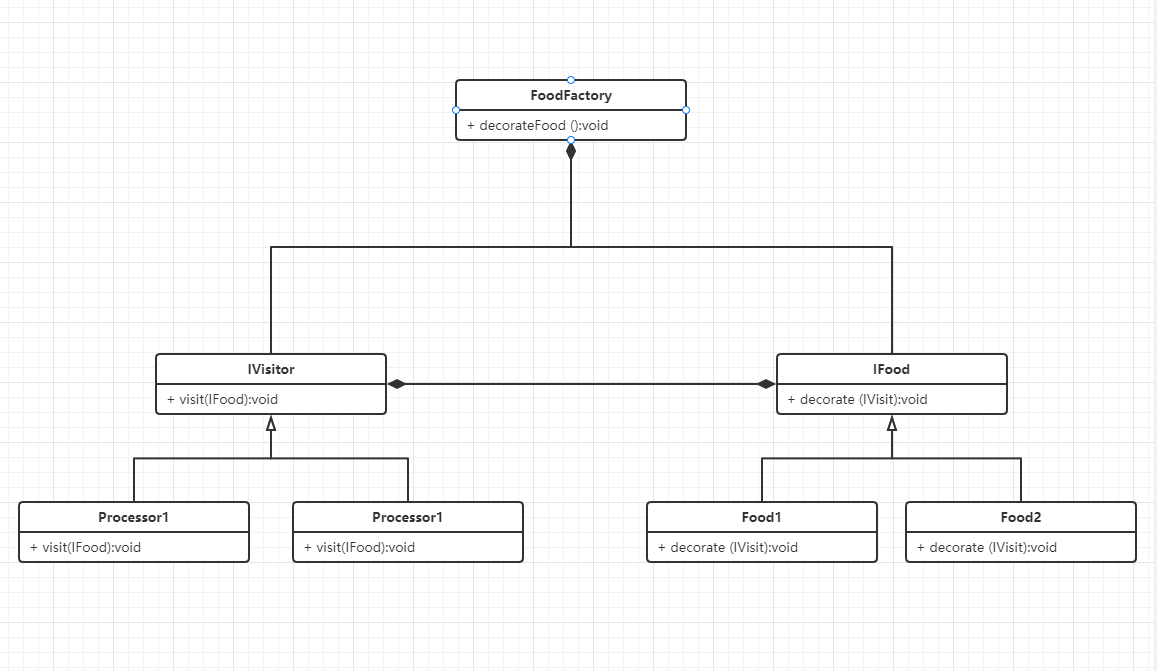 FoodFactory
+ decorateFood ():void
IVisitor
+ visit(IFood):void
IFood
+ decorate (IVisit):void
Processor1
+ visit(IFood):void
Processor1
+ visit(IFood):void
Food1
+ decorate (IVisit):void
Food2
+ decorate (IVisit):void